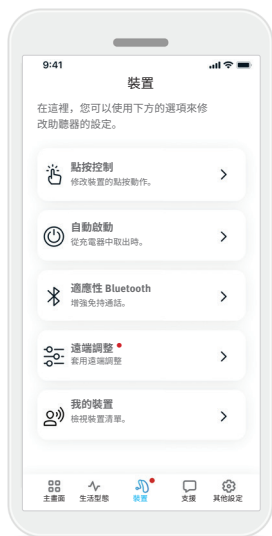 9:41
裝置
在這裡，您可以使用下方的選項來修
改助聽器的設定。
點按控制
修改裝置的點按動作。
自動啟動
從充電器中取出時。
適應性 Bluetooth
增強免持通話。
遠端調整
套用遠端調整
我的裝置
檢視裝置清單。
主畫面 生活型態 裝置 支援 其他設定